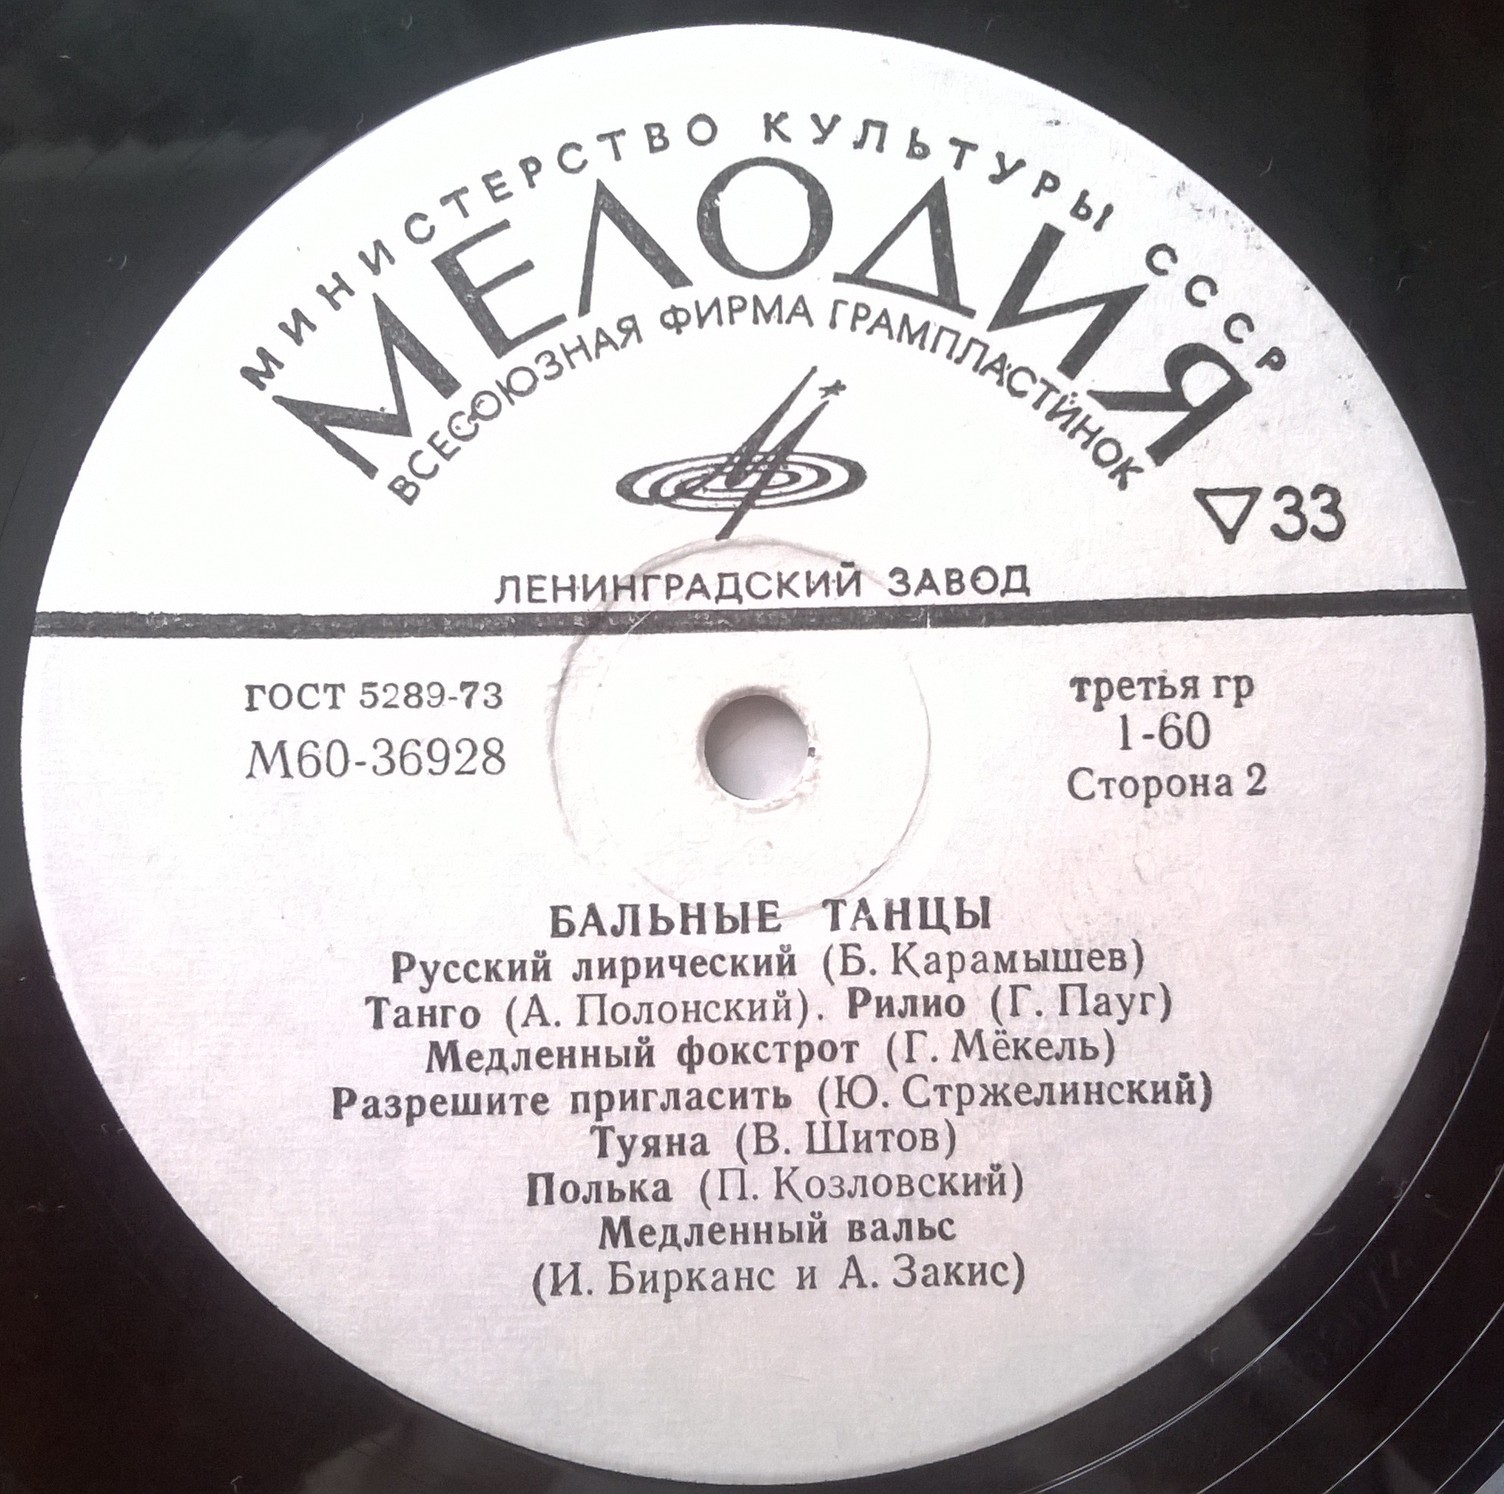 МИНИСТЕРСТВО КУЛЬТУРЫ СССР
МЕЛОДИЯ
ВСЕСОЮЗНАЯ ФИРМА ГРАМПЛАСТИНОК
▽33
ЛЕНИНГРАДСКИЙ ЗАВОД
ГОСТ 5289-73
М60-36928
третья гр
1-60
Сторона 2
БАЛЬНЫЕ ТАНЦЫ
Русский лирический (Б. Карамышев)
Танго (А. Полонский). Рилио (Г. Пауг)
Медленный фокстрот (Г. Мёкель)
Разрешите пригласить (Ю. Стржелинский)
Туяна (В. Шитов)
Полька (П. Козловский)
Медленный вальс
(И. Бирканс и А. Закис)